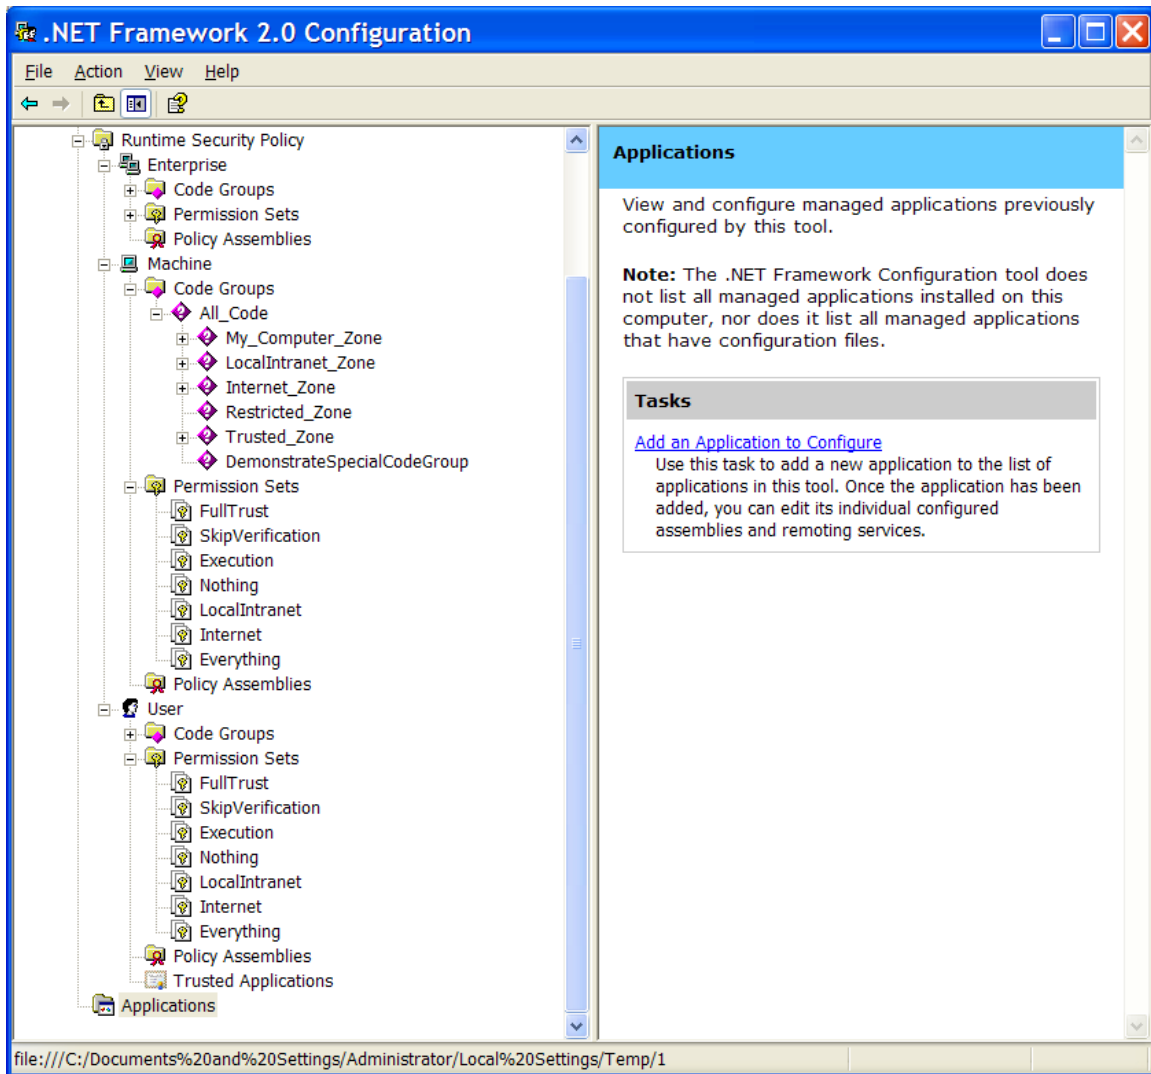 .NET Framework 2.0 Configuration
File Action View Help
Runtime Security Policy
Enterprise
Code Groups
Permission Sets
Policy Assemblies
Machine
Code Groups
All_Code
My_Computer_Zone
LocalIntranet_Zone
Internet_Zone
Restricted_Zone
Trusted_Zone
DemonstrateSpecialCodeGroup
Permission Sets
FullTrust
SkipVerification
Execution
Nothing
LocalIntranet
Internet
Everything
Policy Assemblies
User
Code Groups
Permission Sets
FullTrust
SkipVerification
Execution
Nothing
LocalIntranet
Internet
Everything
Policy Assemblies
Trusted Applications
Applications
Applications
View and configure managed applications previously
configured by this tool.
Note: The .NET Framework Configuration tool does
not list all managed applications installed on this
computer, nor does it list all managed applications
that have configuration files.
Tasks
Add an Application to Configure
Use this task to add a new application to the list of
applications in this tool. Once the application has been
added, you can edit its individual configured
assemblies and remoting services.
file:///C:/Documents%20and%20Settings/Administrator/Local%20Settings/Temp/1